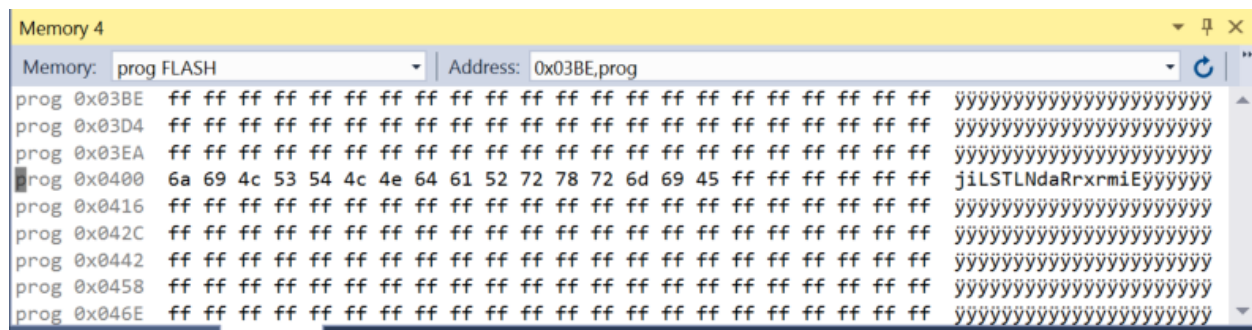 Memory 4
Memory: prog FLASH Address: 0x03BE,prog
prog 0x03BE ff ff ff ff ff ff ff ff ff ff ff ff ff ff ff ff ff ff ff ff ff ff ÿÿÿÿÿÿÿÿÿÿÿÿÿÿÿÿÿÿÿÿÿÿ
prog 0x03D4 ff ff ff ff ff ff ff ff ff ff ff ff ff ff ff ff ff ff ff ff ff ff ÿÿÿÿÿÿÿÿÿÿÿÿÿÿÿÿÿÿÿÿÿÿ
prog 0x03EA ff ff ff ff ff ff ff ff ff ff ff ff ff ff ff ff ff ff ff ff ff ff ÿÿÿÿÿÿÿÿÿÿÿÿÿÿÿÿÿÿÿÿÿÿ
prog 0x0400 6a 69 4c 53 54 4c 4e 64 61 52 72 78 72 6d 69 45 ff ff ff ff ff ff jiLSTLNdaRrxrmiEÿÿÿÿÿÿ
prog 0x0416 ff ff ff ff ff ff ff ff ff ff ff ff ff ff ff ff ff ff ff ff ff ff ÿÿÿÿÿÿÿÿÿÿÿÿÿÿÿÿÿÿÿÿÿÿ
prog 0x042C ff ff ff ff ff ff ff ff ff ff ff ff ff ff ff ff ff ff ff ff ff ff ÿÿÿÿÿÿÿÿÿÿÿÿÿÿÿÿÿÿÿÿÿÿ
prog 0x0442 ff ff ff ff ff ff ff ff ff ff ff ff ff ff ff ff ff ff ff ff ff ff ÿÿÿÿÿÿÿÿÿÿÿÿÿÿÿÿÿÿÿÿÿÿ
prog 0x0458 ff ff ff ff ff ff ff ff ff ff ff ff ff ff ff ff ff ff ff ff ff ff ÿÿÿÿÿÿÿÿÿÿÿÿÿÿÿÿÿÿÿÿÿÿ
prog 0x046E ff ff ff ff ff ff ff ff ff ff ff ff ff ff ff ff ff ff ff ff ff ff ÿÿÿÿÿÿÿÿÿÿÿÿÿÿÿÿÿÿÿÿÿÿ